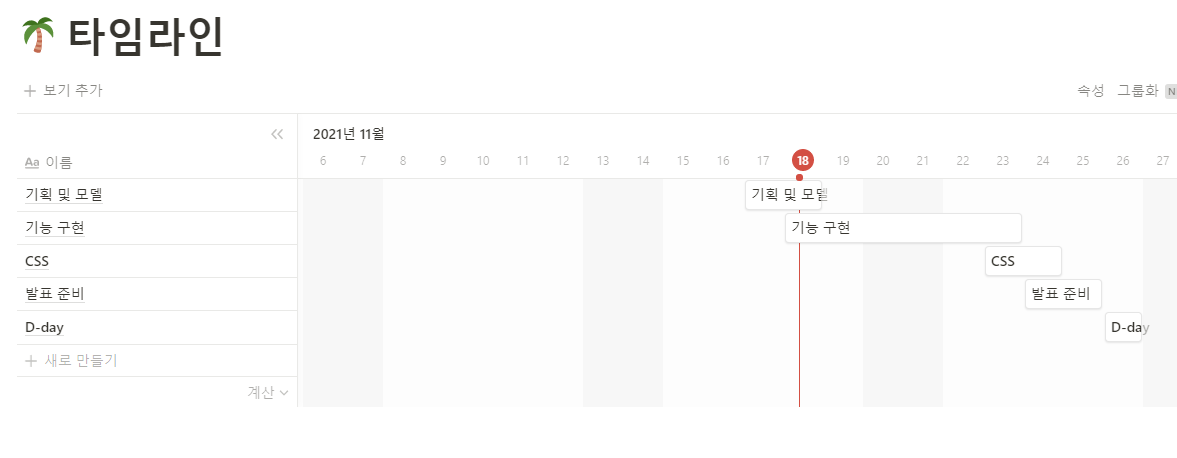 타임라인
보기 추가
속성 그룹화 N
2021년 11월
Aa 이름
6 7 8 9 10 11 12 13 14 15 16 17 18 19 20 21 22 23 24 25 26 27
기획 및 모델 기획 및 모델
기능 구현 기능 구현
CSS CSS
발표 준비 발표 준비
D-day D-day
새로 만들기
계산